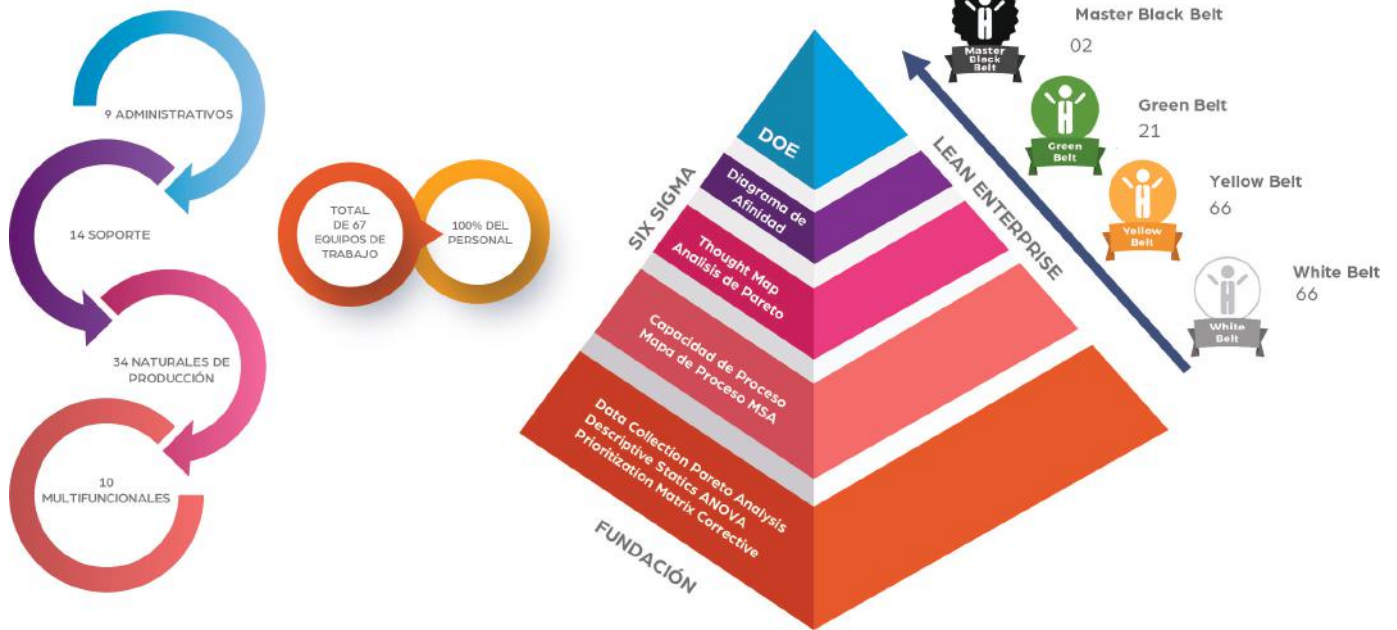 9 ADMINISTRATIVOS
14 SOPORTE
34 NATURALES DE
PRODUCCIÓN
10
MULTIFUNCIONALES
TOTAL
DE 67
EQUIPOS DE
TRABAJO
100% DEL
PERSONAL
SIX SIGMA
LEAN ENTERPRISE
FUNDACIÓN
DOE
Diagrama de
Afinidad
Thought Map
Analisis de Pareto
Capacidad de Proceso
Mapa de Proceso MSA
Data Collection Pareto Analysis
Descriptive Statics ANOVA
Prioritization Matrix Corrective
Master
Black
Belt
Master Black Belt
02
Green
Belt
Green Belt
21
Yellow
Belt
Yellow Belt
66
White
Belt
White Belt
66